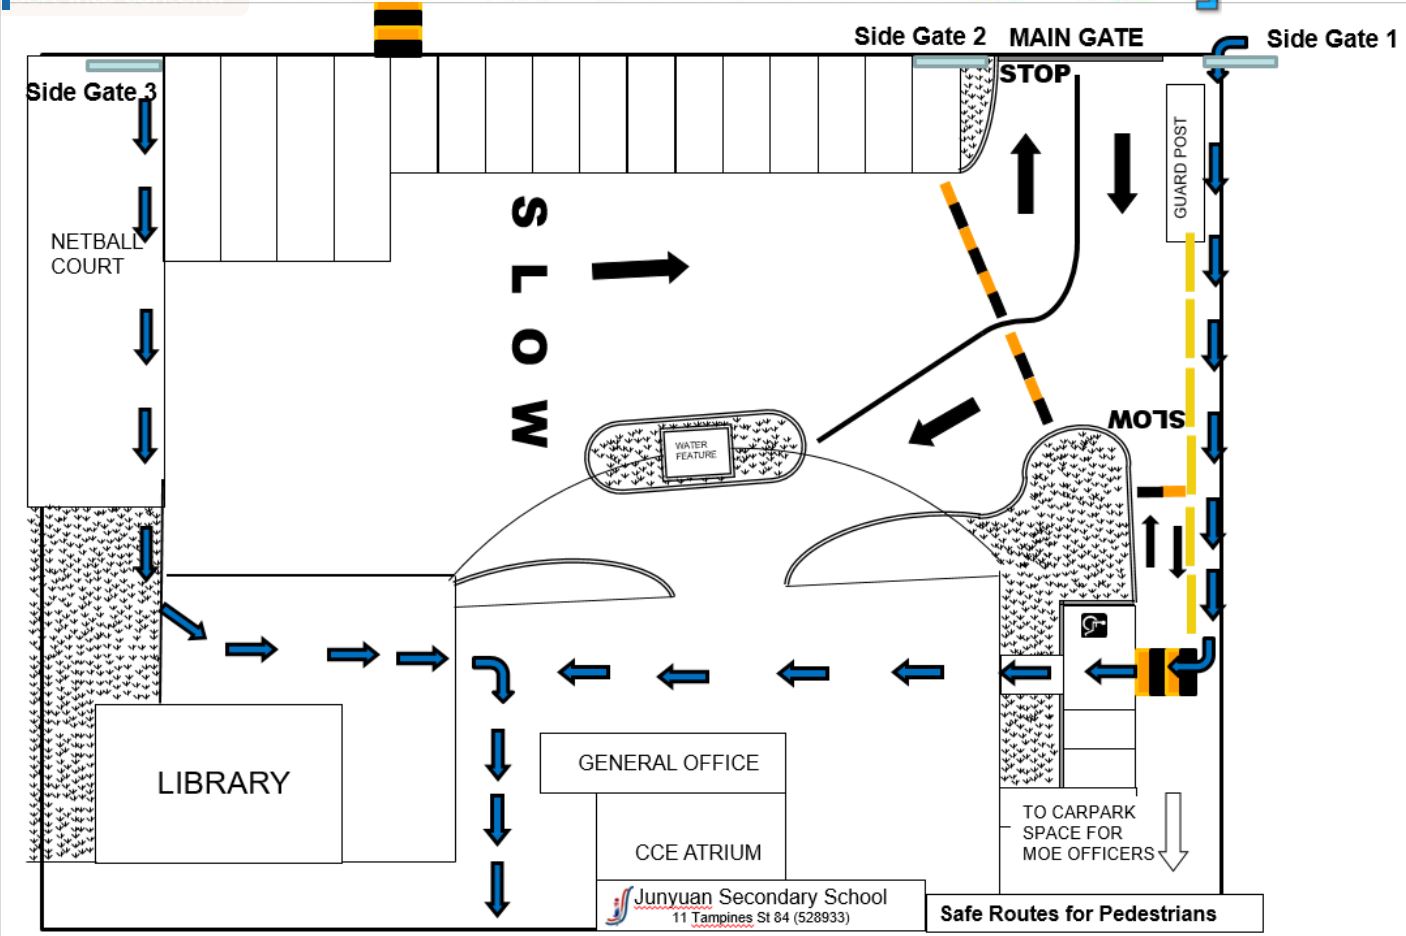 Side Gate 2
MAIN GATE
Side Gate 1
STOP
Side Gate 3
GUARD POST
NETBALL
COURT
SLOW
SLOW
WATER
FEATURE
GENERAL OFFICE
LIBRARY
TO CARPARK
SPACE FOR
MOE OFFICERS
CCE ATRIUM
Junyuan Secondary School
11 Tampines St 84 (528933)
Safe Routes for Pedestrians